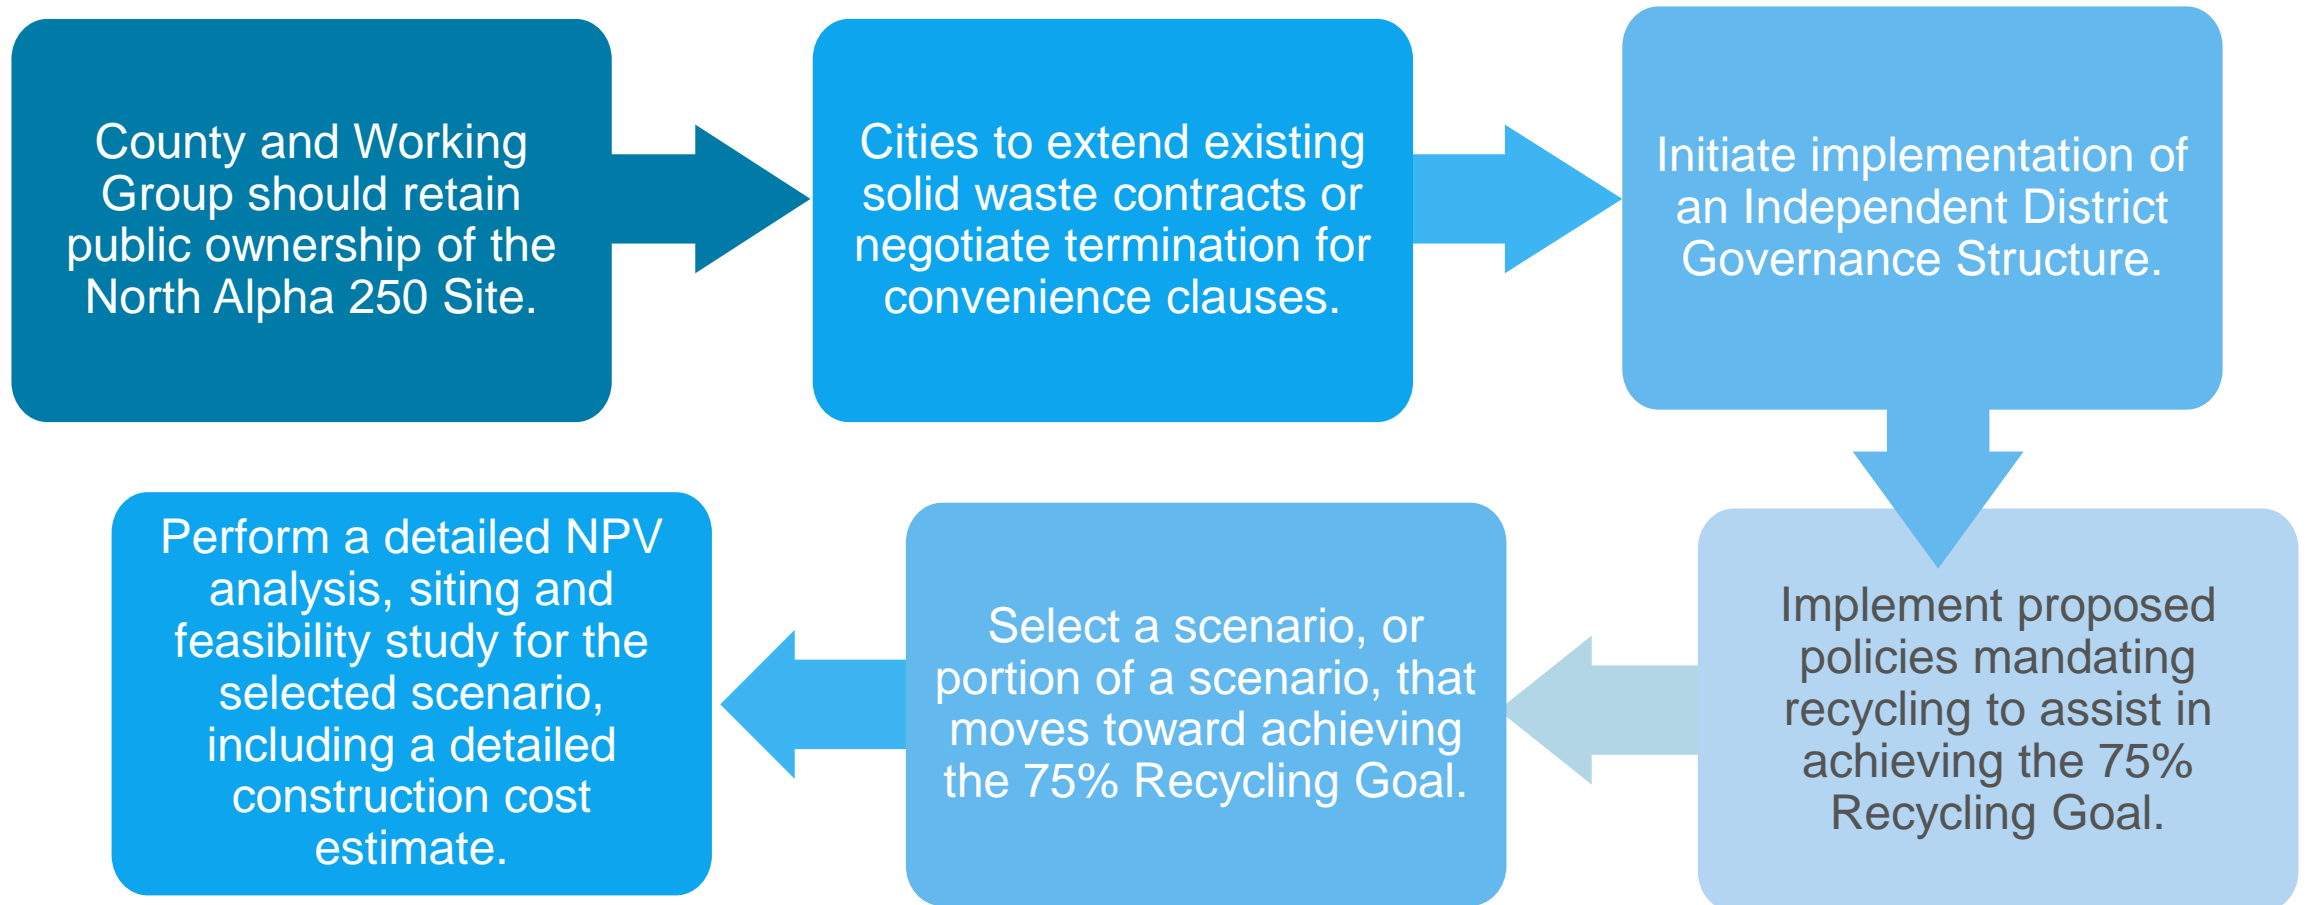 County and Working
Group should retain
public ownership of the
North Alpha 250 Site.
Cities to extend existing
solid waste contracts or
negotiate termination for
convenience clauses.
Initiate implementation of
an Independent District
Governance Structure.
Implement proposed
policies mandating
recycling to assist in
achieving the 75%
Recycling Goal.
Select a scenario, or
portion of a scenario, that
moves toward achieving
the 75% Recycling Goal.
Perform a detailed NPV
analysis, siting and
feasibility study for the
selected scenario,
including a detailed
construction cost
estimate.